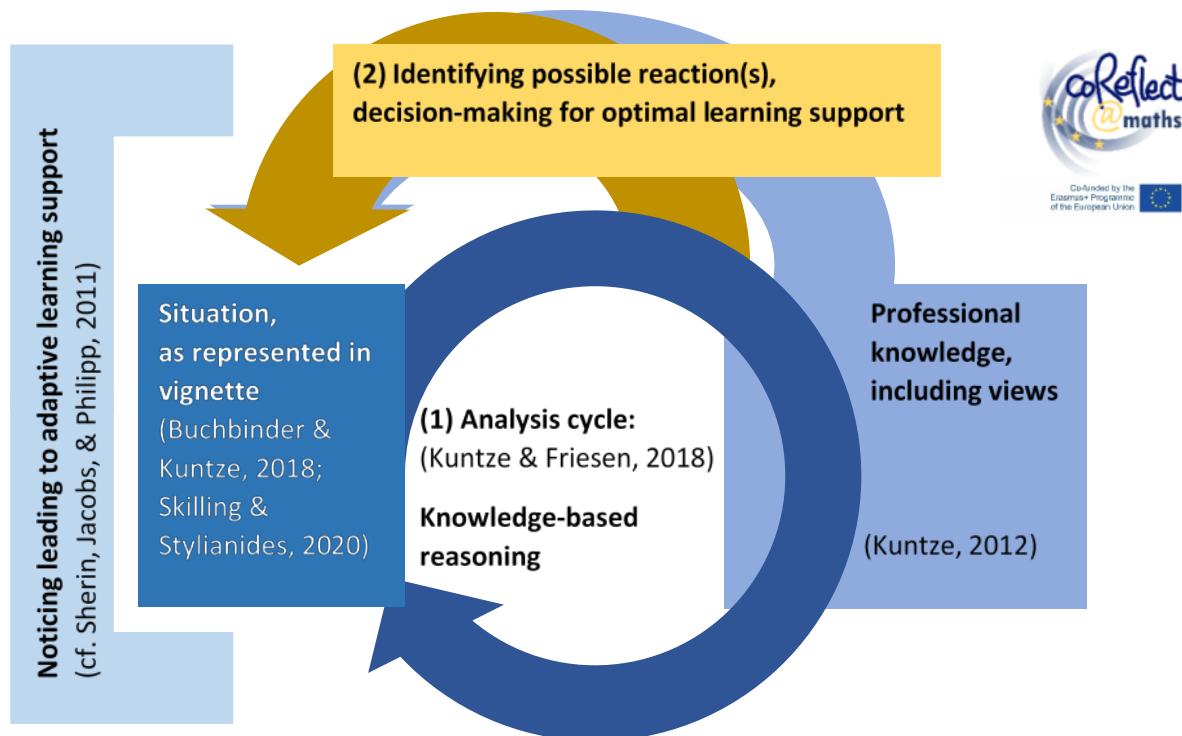 Noticing leading to adaptive learning support
(cf. Sherin, Jacobs, & Philipp, 2011)
(2) Identifying possible reaction(s),
decision-making for optimal learning support
coReflect
@maths
Co-funded by the
Erasmus+ Programme
of the European Union
Situation,
as represented in
vignette
(Buchbinder &
Kuntze, 2018;
Skilling &
Stylianides, 2020)
(1) Analysis cycle:
(Kuntze & Friesen, 2018)
Knowledge-based
reasoning
Professional
knowledge,
including views
(Kuntze, 2012)